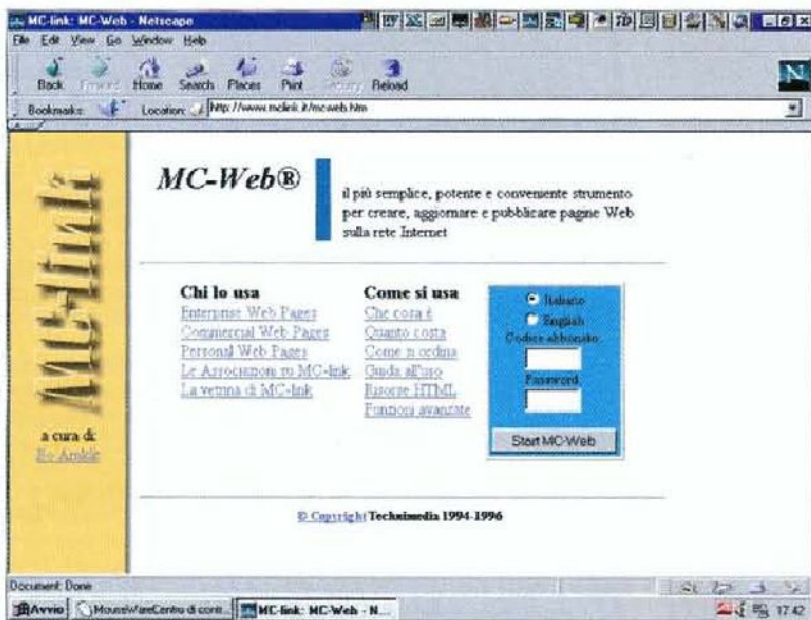 MC-link: MC-Web - Netscape
File Edit View Go Window Help
Back Forward Home Search Places Print Security Reload
Bookmarks Location: http://www.mclink.it/mc-web.htm
N
MC-link
a cura di:
MC-Web®
il più semplice, potente e conveniente strumento
per creare, aggiornare e pubblicare pagine Web
sulla rete Internet
Chi lo usa
Enterprise Web Pages
Commercial Web Pages
Personal Web Pages
Le Associazioni su MC-link
La vetrina di MC-link
Come si usa
Che cosa è
Quanto costa
Come si ordina
Guida all'uso
Risorse HTML
Funzioni avanzate
Italiano
English
Codice abbonato:
Password:
Start MC-Web
© Copyright Technimedia 1994-1996
Document: Done
Avvio MouseWare Centro di contr... MC-link: MC-Web - N... 17.42